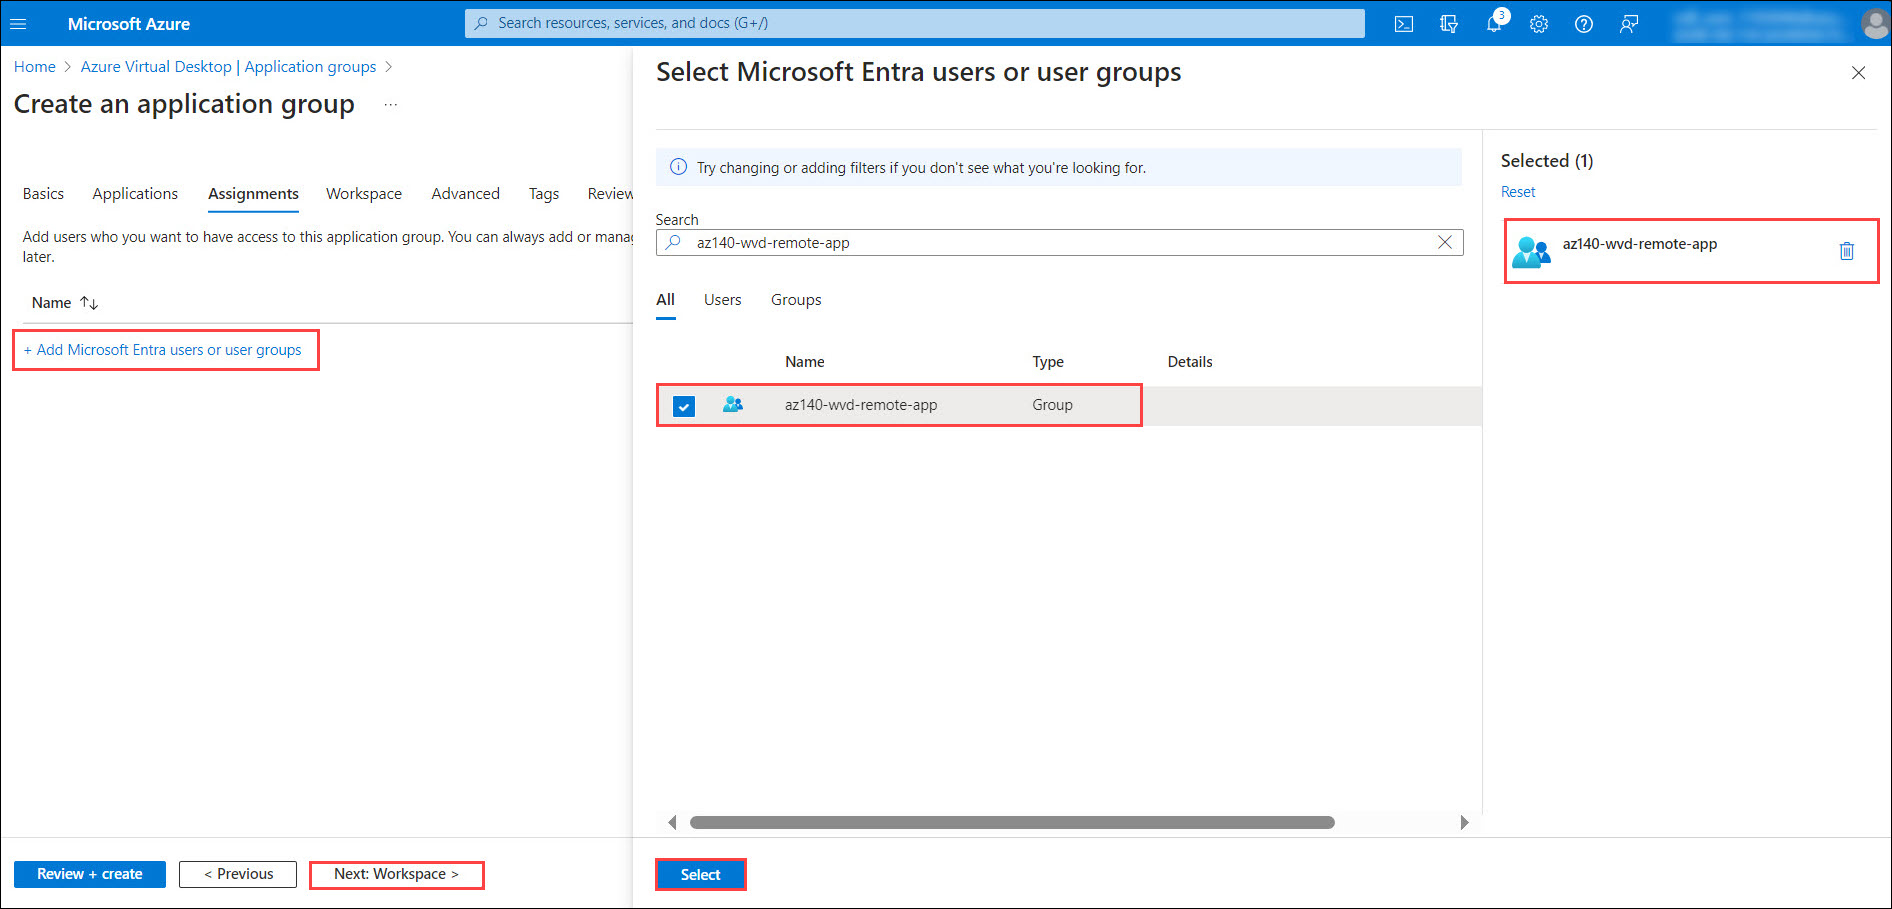 Microsoft Azure
Search resources, services, and docs (G+/)
3
Home > Azure Virtual Desktop | Application groups >
Create an application group ...
Basics Applications Assignments Workspace Advanced Tags Review
Add users who you want to have access to this application group. You can always add or mana
later.
Name ↑↓
+ Add Microsoft Entra users or user groups
Review + create
< Previous
Next: Workspace >
Select Microsoft Entra users or user groups
Try changing or adding filters if you don't see what you're looking for.
Search
az140-wvd-remote-app
All Users Groups
Name Type Details
az140-wvd-remote-app Group
Select
Selected (1)
Reset
az140-wvd-remote-app